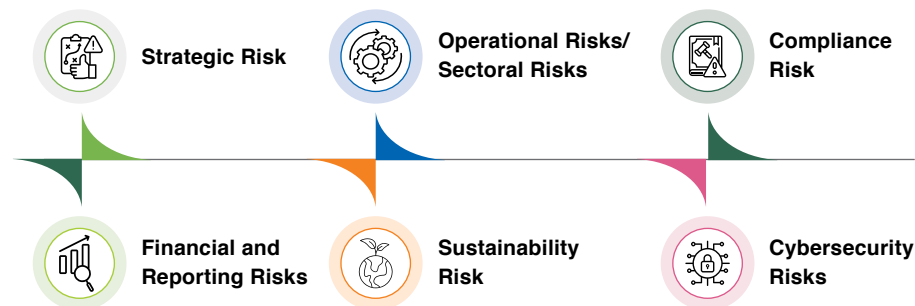 Strategic Risk
Operational Risks/
Sectoral Risks
Compliance
Risk
Financial and
Reporting Risks
Sustainability
Risk
Cybersecurity
Risks